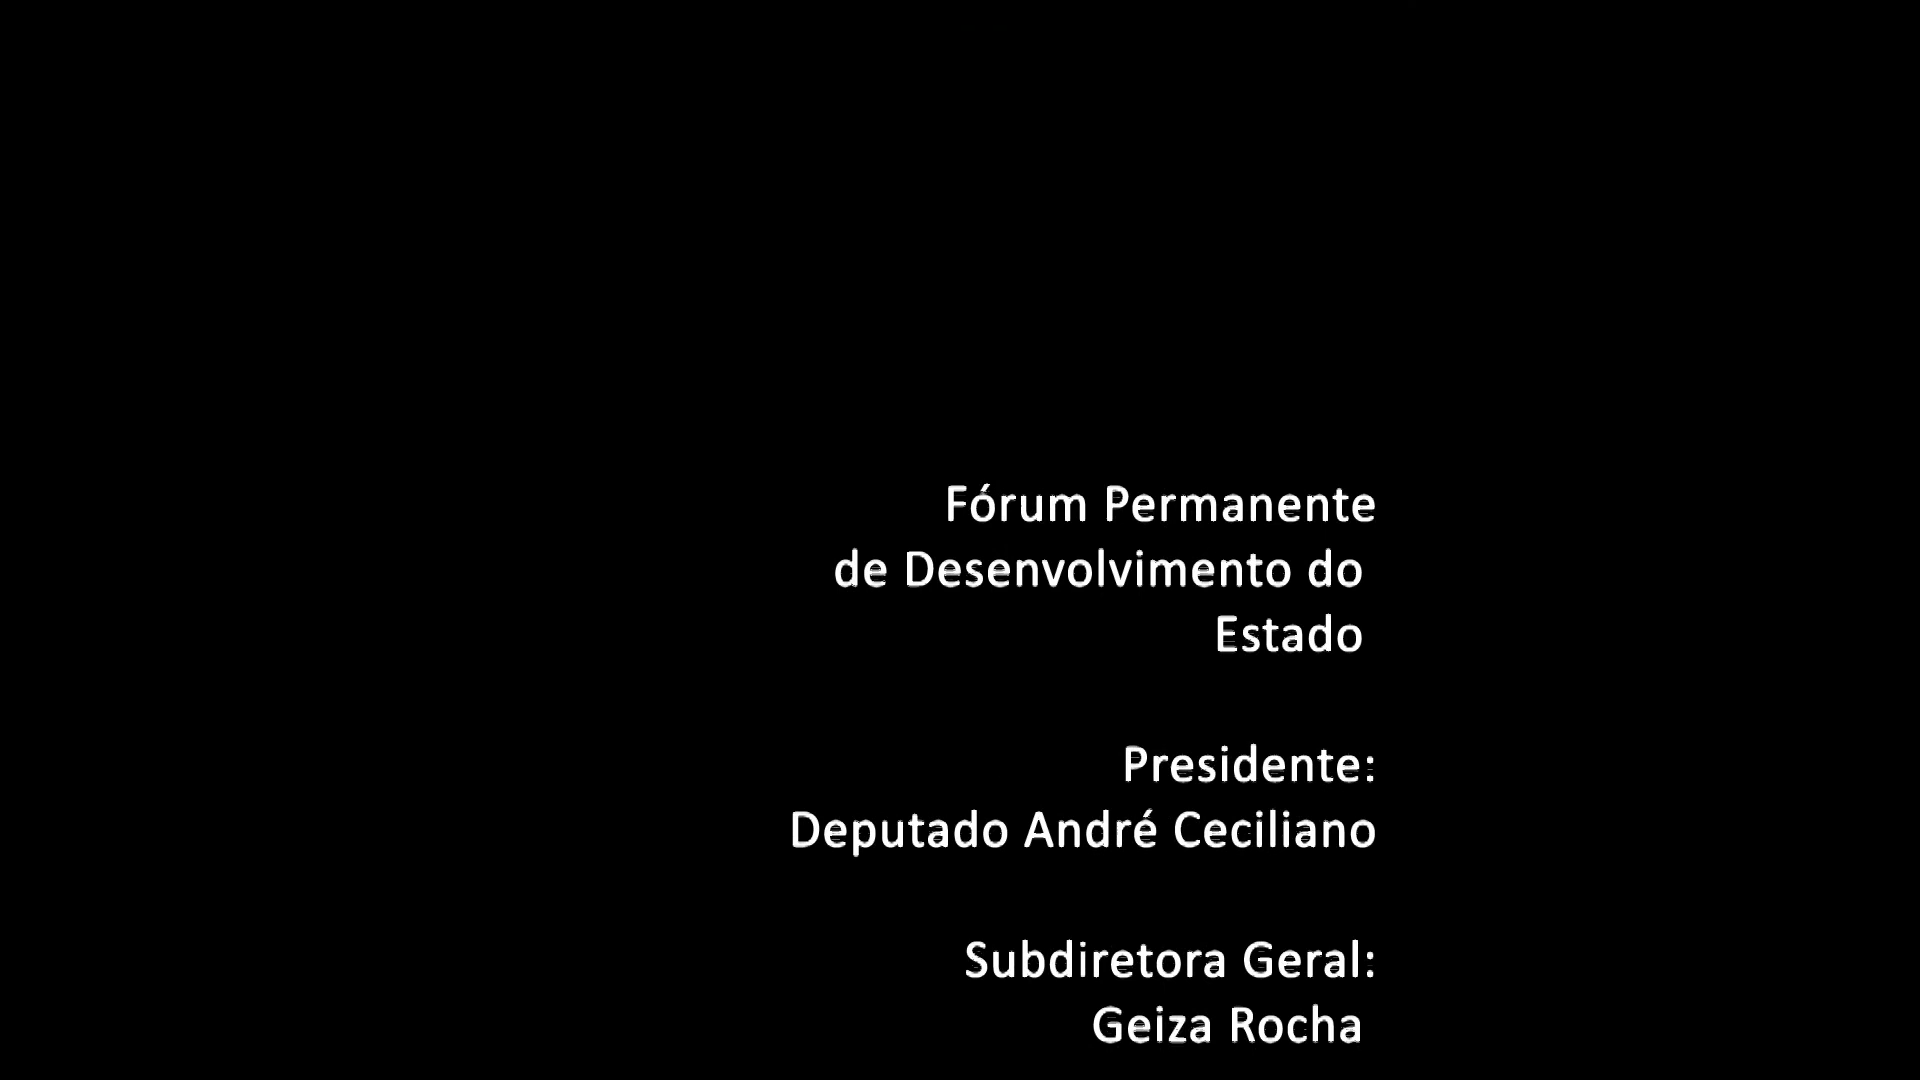 Fórum Permanente
de Desenvolvimento do
Estado
Presidente:
Deputado André Ceciliano
Subdiretora Geral:
Geiza Rocha